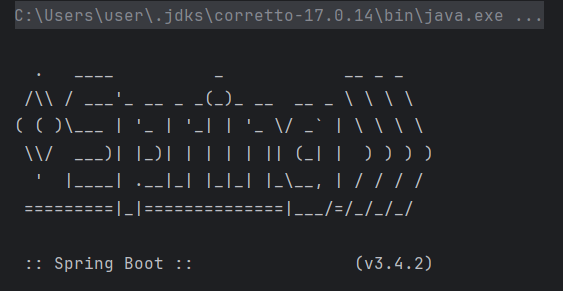 C:\Users\user\.jdks\corretto-17.0.14\bin\java.exe ...
  .   ____          _            __ _ _
 /\\ / ___'_ __ _ _(_)_ __  __ _ \ \ \ \
( ( )\___ | '_ | '_| | '_ \/ _` | \ \ \ \
 \\/  ___)| |_)| | | | | || (_| |  ) ) ) )
  '  |____| .__|_| |_|_| |_\__, | / / / /
 =========|_|==============|___/=/_/_/_/
 :: Spring Boot ::                (v3.4.2)